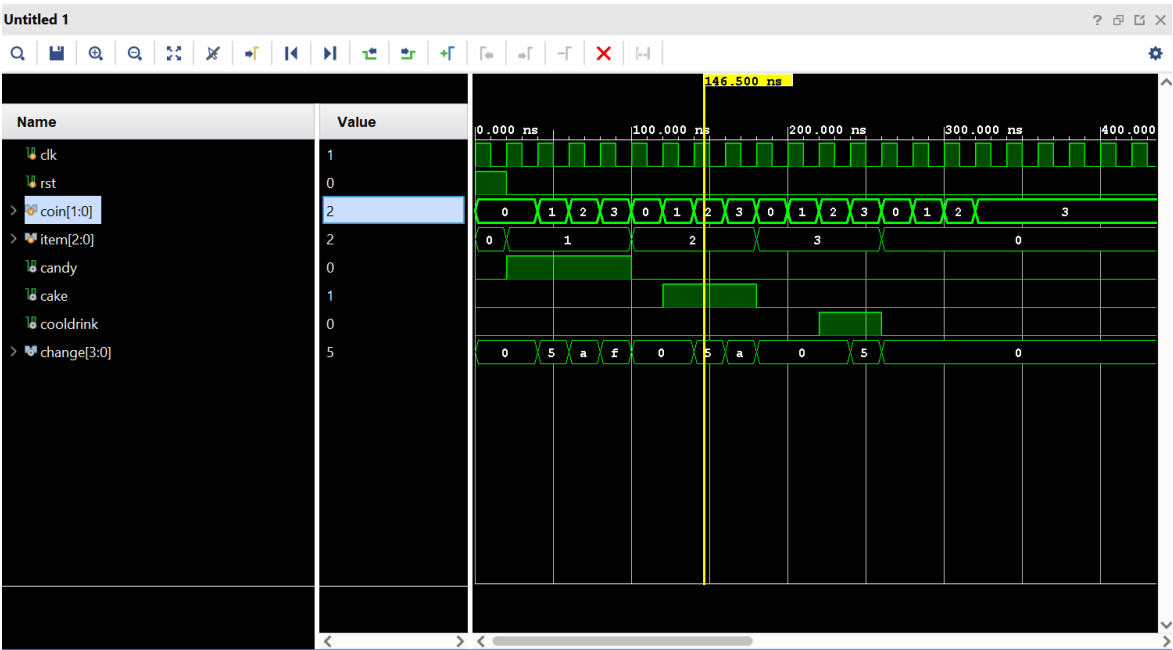 Untitled 1
?
146.500 ns
Name Value
0.000 ns 100.000 ns 200.000 ns 300.000 ns 400.000
clk 1
rst 0
coin[1:0] 2 0 1 2 3 0 1 2 3 0 1 2 3 0 1 2 3
item[2:0] 2 0 1 2 3 0
candy 0
cake 1
cooldrink 0
change[3:0] 5 0 5 a f 0 5 a 0 5 0